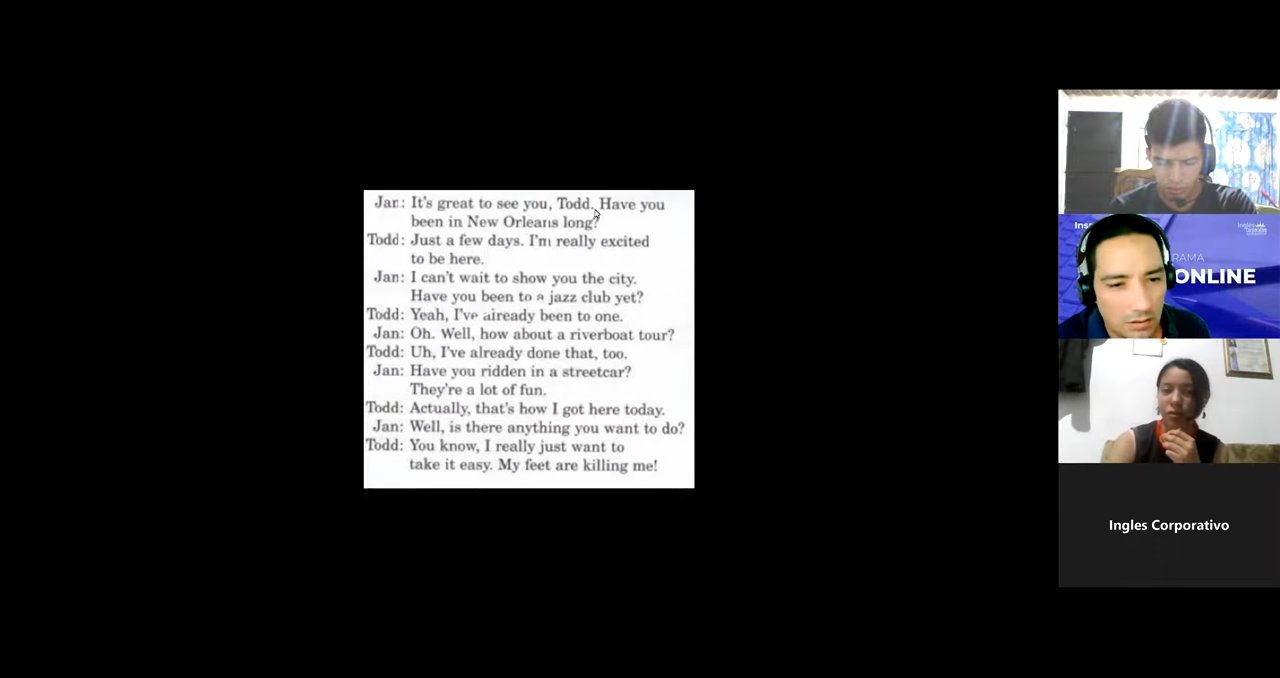 Jan: It's great to see you, Todd. Have you
been in New Orleans long?
Todd: Just a few days. I'm really excited
to be here.
Jan: I can't wait to show you the city.
Have you been to a jazz club yet?
Todd: Yeah, I've already been to one.
Jan: Oh. Well, how about a riverboat tour?
Todd: Uh, I've already done that, too.
Jan: Have you ridden in a streetcar?
They're a lot of fun.
Todd: Actually, that's how I got here today.
Jan: Well, is there anything you want to do?
Todd: You know, I really just want to
take it easy. My feet are killing me!
RAMA
ONLINE
Ingles Corporativo